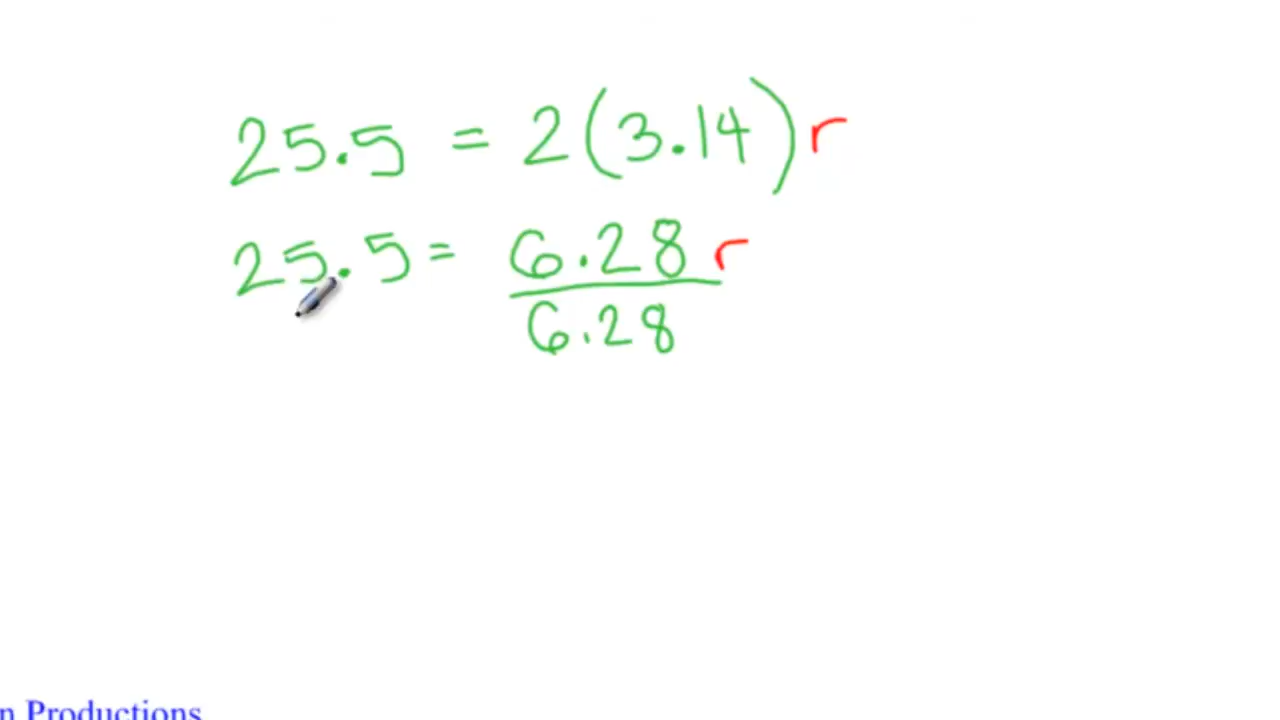 25.5 = 2(3.14)r
25.5 = 6.28r
6.28
n Productions